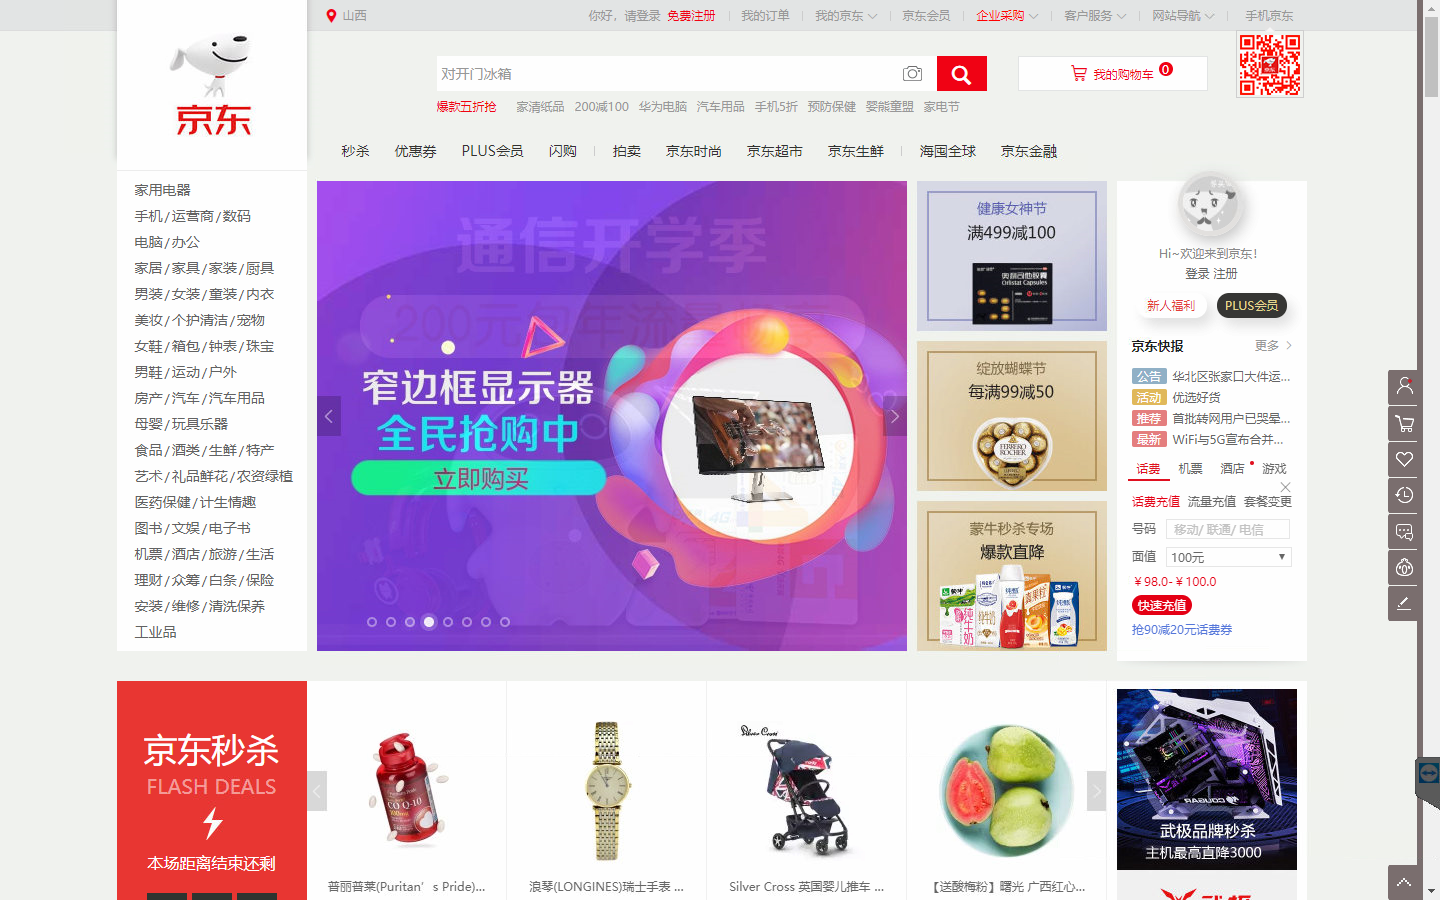 山西
你好，请登录 免费注册 我的订单 我的京东 京东会员 企业采购 客户服务 网站导航 手机京东
京东
对开门冰箱
我的购物车 0
爆款五折抢 家清纸品 200减100 华为电脑 汽车用品 手机5折 预防保健 婴能童盟 家电节
秒杀 优惠券 PLUS会员 闪购 拍卖 京东时尚 京东超市 京东生鲜 海囤全球 京东金融
家用电器
手机/运营商/数码
电脑/办公
家居/家具/家装/厨具
男装/女装/童装/内衣
美妆/个护清洁/宠物
女鞋/箱包/钟表/珠宝
男鞋/运动/户外
房产/汽车/汽车用品
母婴/玩具乐器
食品/酒类/生鲜/特产
艺术/礼品鲜花/农资绿植
医药保健/计生情趣
图书/文娱/电子书
机票/酒店/旅游/生活
理财/众筹/白条/保险
安装/维修/清洗保养
工业品
通信开学季
窄边框显示器
全民抢购中
立即购买
健康女神节
满499减100
奥利司他胶囊
Orlistat Capsules
绽放蝴蝶节
每满99减50
FERRERO
ROCHER
蒙牛秒杀专场
爆款直降
Hi~欢迎来到京东!
登录 注册
新人福利 PLUS会员
京东快报 更多
公告 华北区张家口大件运...
活动 优选好货
推荐 首批转网用户已哭晕...
最新 WiFi与5G宣布合并...
话费 机票 酒店 游戏
话费充值 流量充值 套餐变更
号码 移动/ 联通/ 电信
面值 100元
￥98.0-￥100.0
快速充值
抢90减20元话费券
京东秒杀
FLASH DEALS
本场距离结束还剩
CO Q-10
普丽普莱(Puritan’s Pride)...
浪琴(LONGINES)瑞士手表 ...
Silver Cross
Silver Cross 英国婴儿推车 ...
【送酸梅粉】曙光 广西红心...
COUGAR
武极品牌秒杀
主机最高直降3000